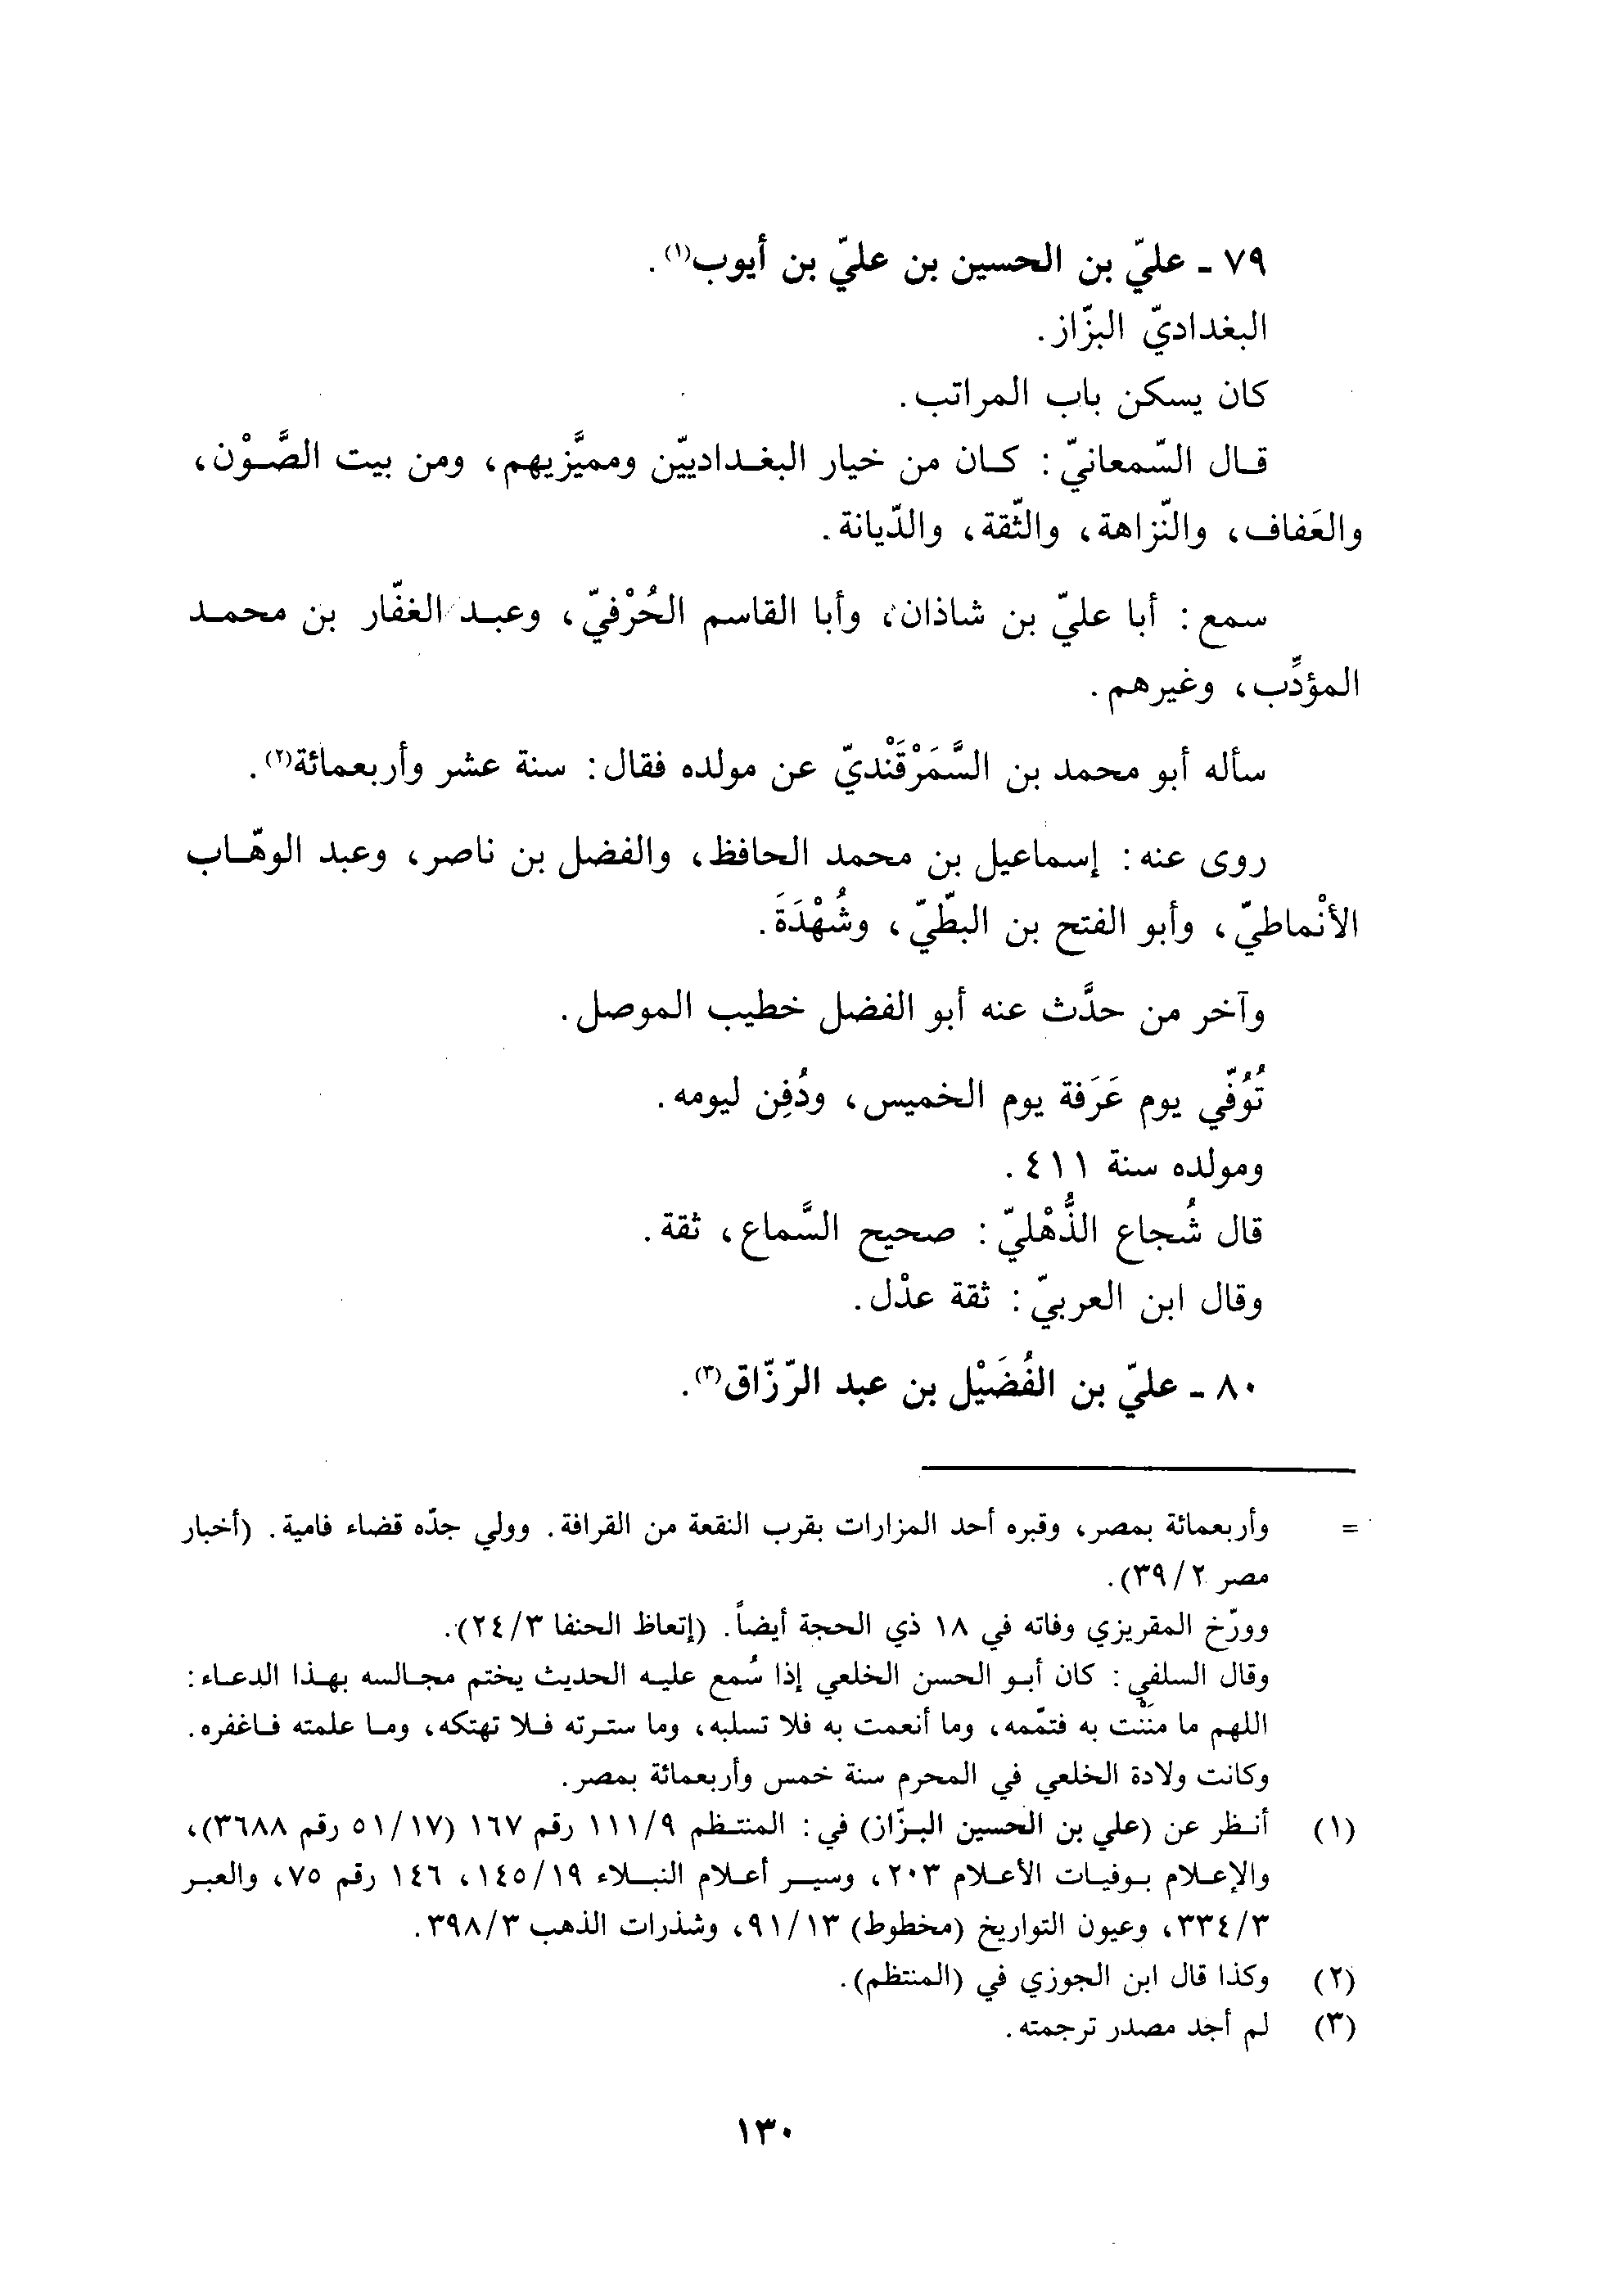 ٧٩ ـ عليّ بن الحسين بن عليّ بن أيوب(١).
البغداديّ البزّاز.
كان يسكن باب المراتب.
قال السّمعانيّ: كان من خيار البغداديّين ومميَّزيهم، ومن بيت الصَّوْن،
والعَفاف، والنّزاهة، والثّقة، والدّيانة.
سمع: أبا عليّ بن شاذان، وأبا القاسم الحُرْفيّ، وعبد الغفّار بن محمد
المؤدِّب، وغيرهم.
سأله أبو محمد بن السَّمَرْقَنْديّ عن مولده فقال: سنة عشر وأربعمائة(٢).
روى عنه: إسماعيل بن محمد الحافظ، والفضل بن ناصر، وعبد الوهّاب
الأنْماطيّ، وأبو الفتح بن البطّيّ، وشُهْدَةَ.
وآخر من حدَّث عنه أبو الفضل خطيب الموصل.
تُوُفّي يوم عَرَفة يوم الخميس، ودُفِن ليومه.
ومولده سنة ٤١١.
قال شُجاع الذُّهْليّ: صحيح السَّماع، ثقة.
وقال ابن العربيّ: ثقة عدْل.
٨٠ ـ عليّ بن الفُضَيْل بن عبد الرّزّاق(٣).
= وأربعمائة بمصر، وقبره أحد المزارات بقرب النقعة من القرافة. وولي جدّه قضاء فامية. (أخبار
مصر ٢/ ٣٩).
وورّخ المقريزي وفاته في ١٨ ذي الحجة أيضاً. (إتعاظ الحنفا ٣/ ٢٤).
وقال السلفي: كان أبو الحسن الخلعي إذا سُمع عليه الحديث يختم مجالسه بهذا الدعاء:
اللهم ما مننْت به فتمّمه، وما أنعمت به فلا تسلبه، وما سترته فلا تهتكه، وما علمته فاغفره.
وكانت ولادة الخلعي في المحرم سنة خمس وأربعمائة بمصر.
(١) أنظر عن (علي بن الحسين البزّاز) في: المنتظم ٩/ ١١١ رقم ١٦٧ (١٧/ ٥١ رقم ٣٦٨٨)،
والإعلام بوفيات الأعلام ٢٠٣، وسير أعلام النبلاء ١٩/ ١٤٥، ١٤٦ رقم ٧٥، والعبر
٣/ ٣٣٤، وعيون التواريخ (مخطوط) ١٣/ ٩١، وشذرات الذهب ٣/ ٣٩٨.
(٢) وكذا قال ابن الجوزي في (المنتظم).
(٣) لم أجد مصدر ترجمته.
١٣٠